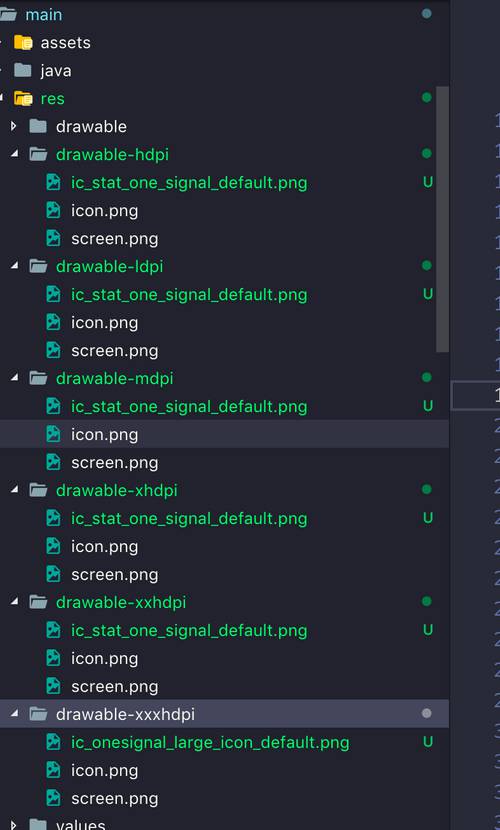 main
assets
java
res
drawable
drawable-hdpi
ic_stat_one_signal_default.png U
icon.png
screen.png
drawable-ldpi
ic_stat_one_signal_default.png U
icon.png
screen.png
drawable-mdpi
ic_stat_one_signal_default.png U
icon.png
screen.png
drawable-xhdpi
ic_stat_one_signal_default.png U
icon.png
screen.png
drawable-xxhdpi
ic_stat_one_signal_default.png U
icon.png
screen.png
drawable-xxxhdpi
ic_onesignal_large_icon_default.png U
icon.png
screen.png
values